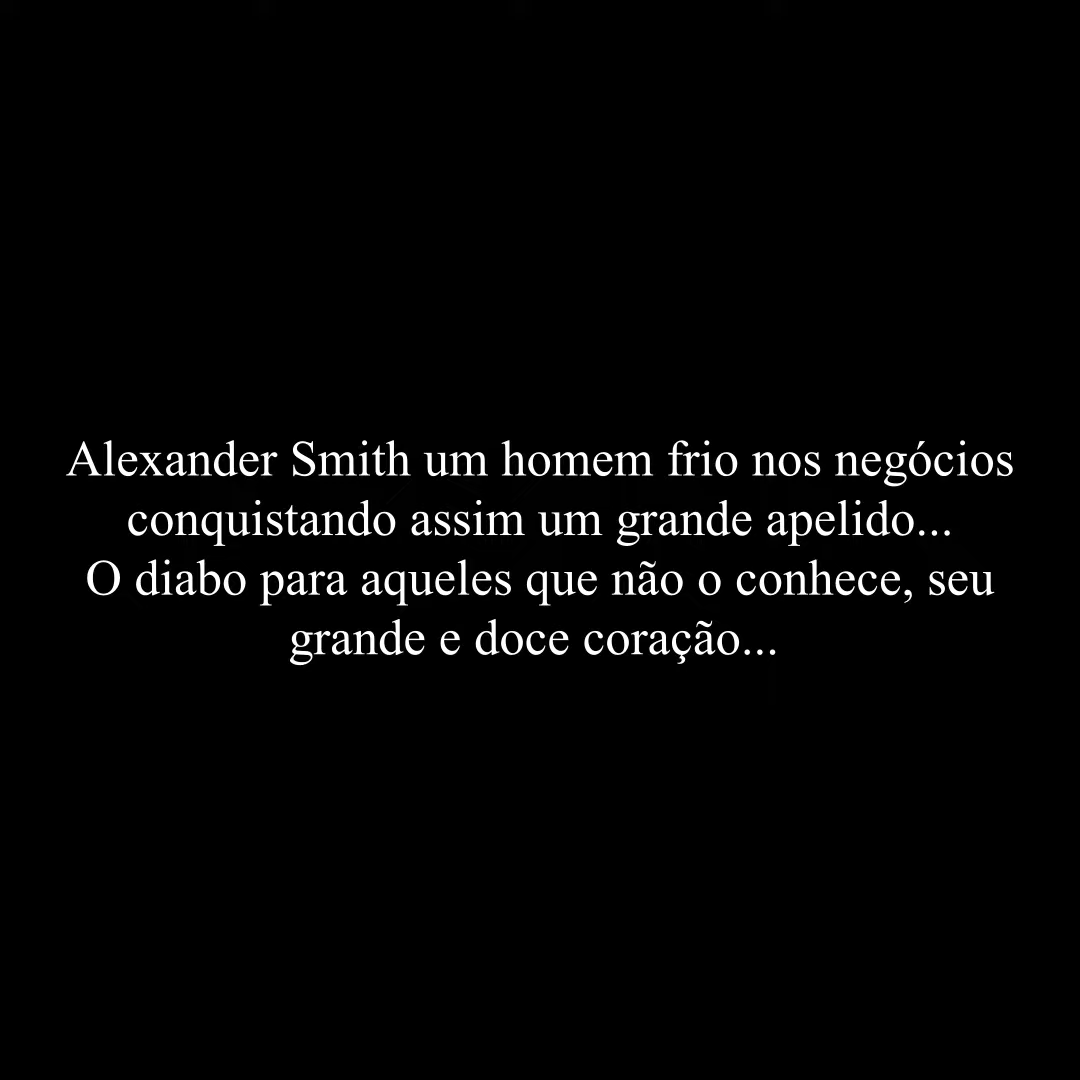 Alexander Smith um homem frio nos negócios
conquistando assim um grande apelido...
O diabo para aqueles que não o conhece, seu
grande e doce coração...